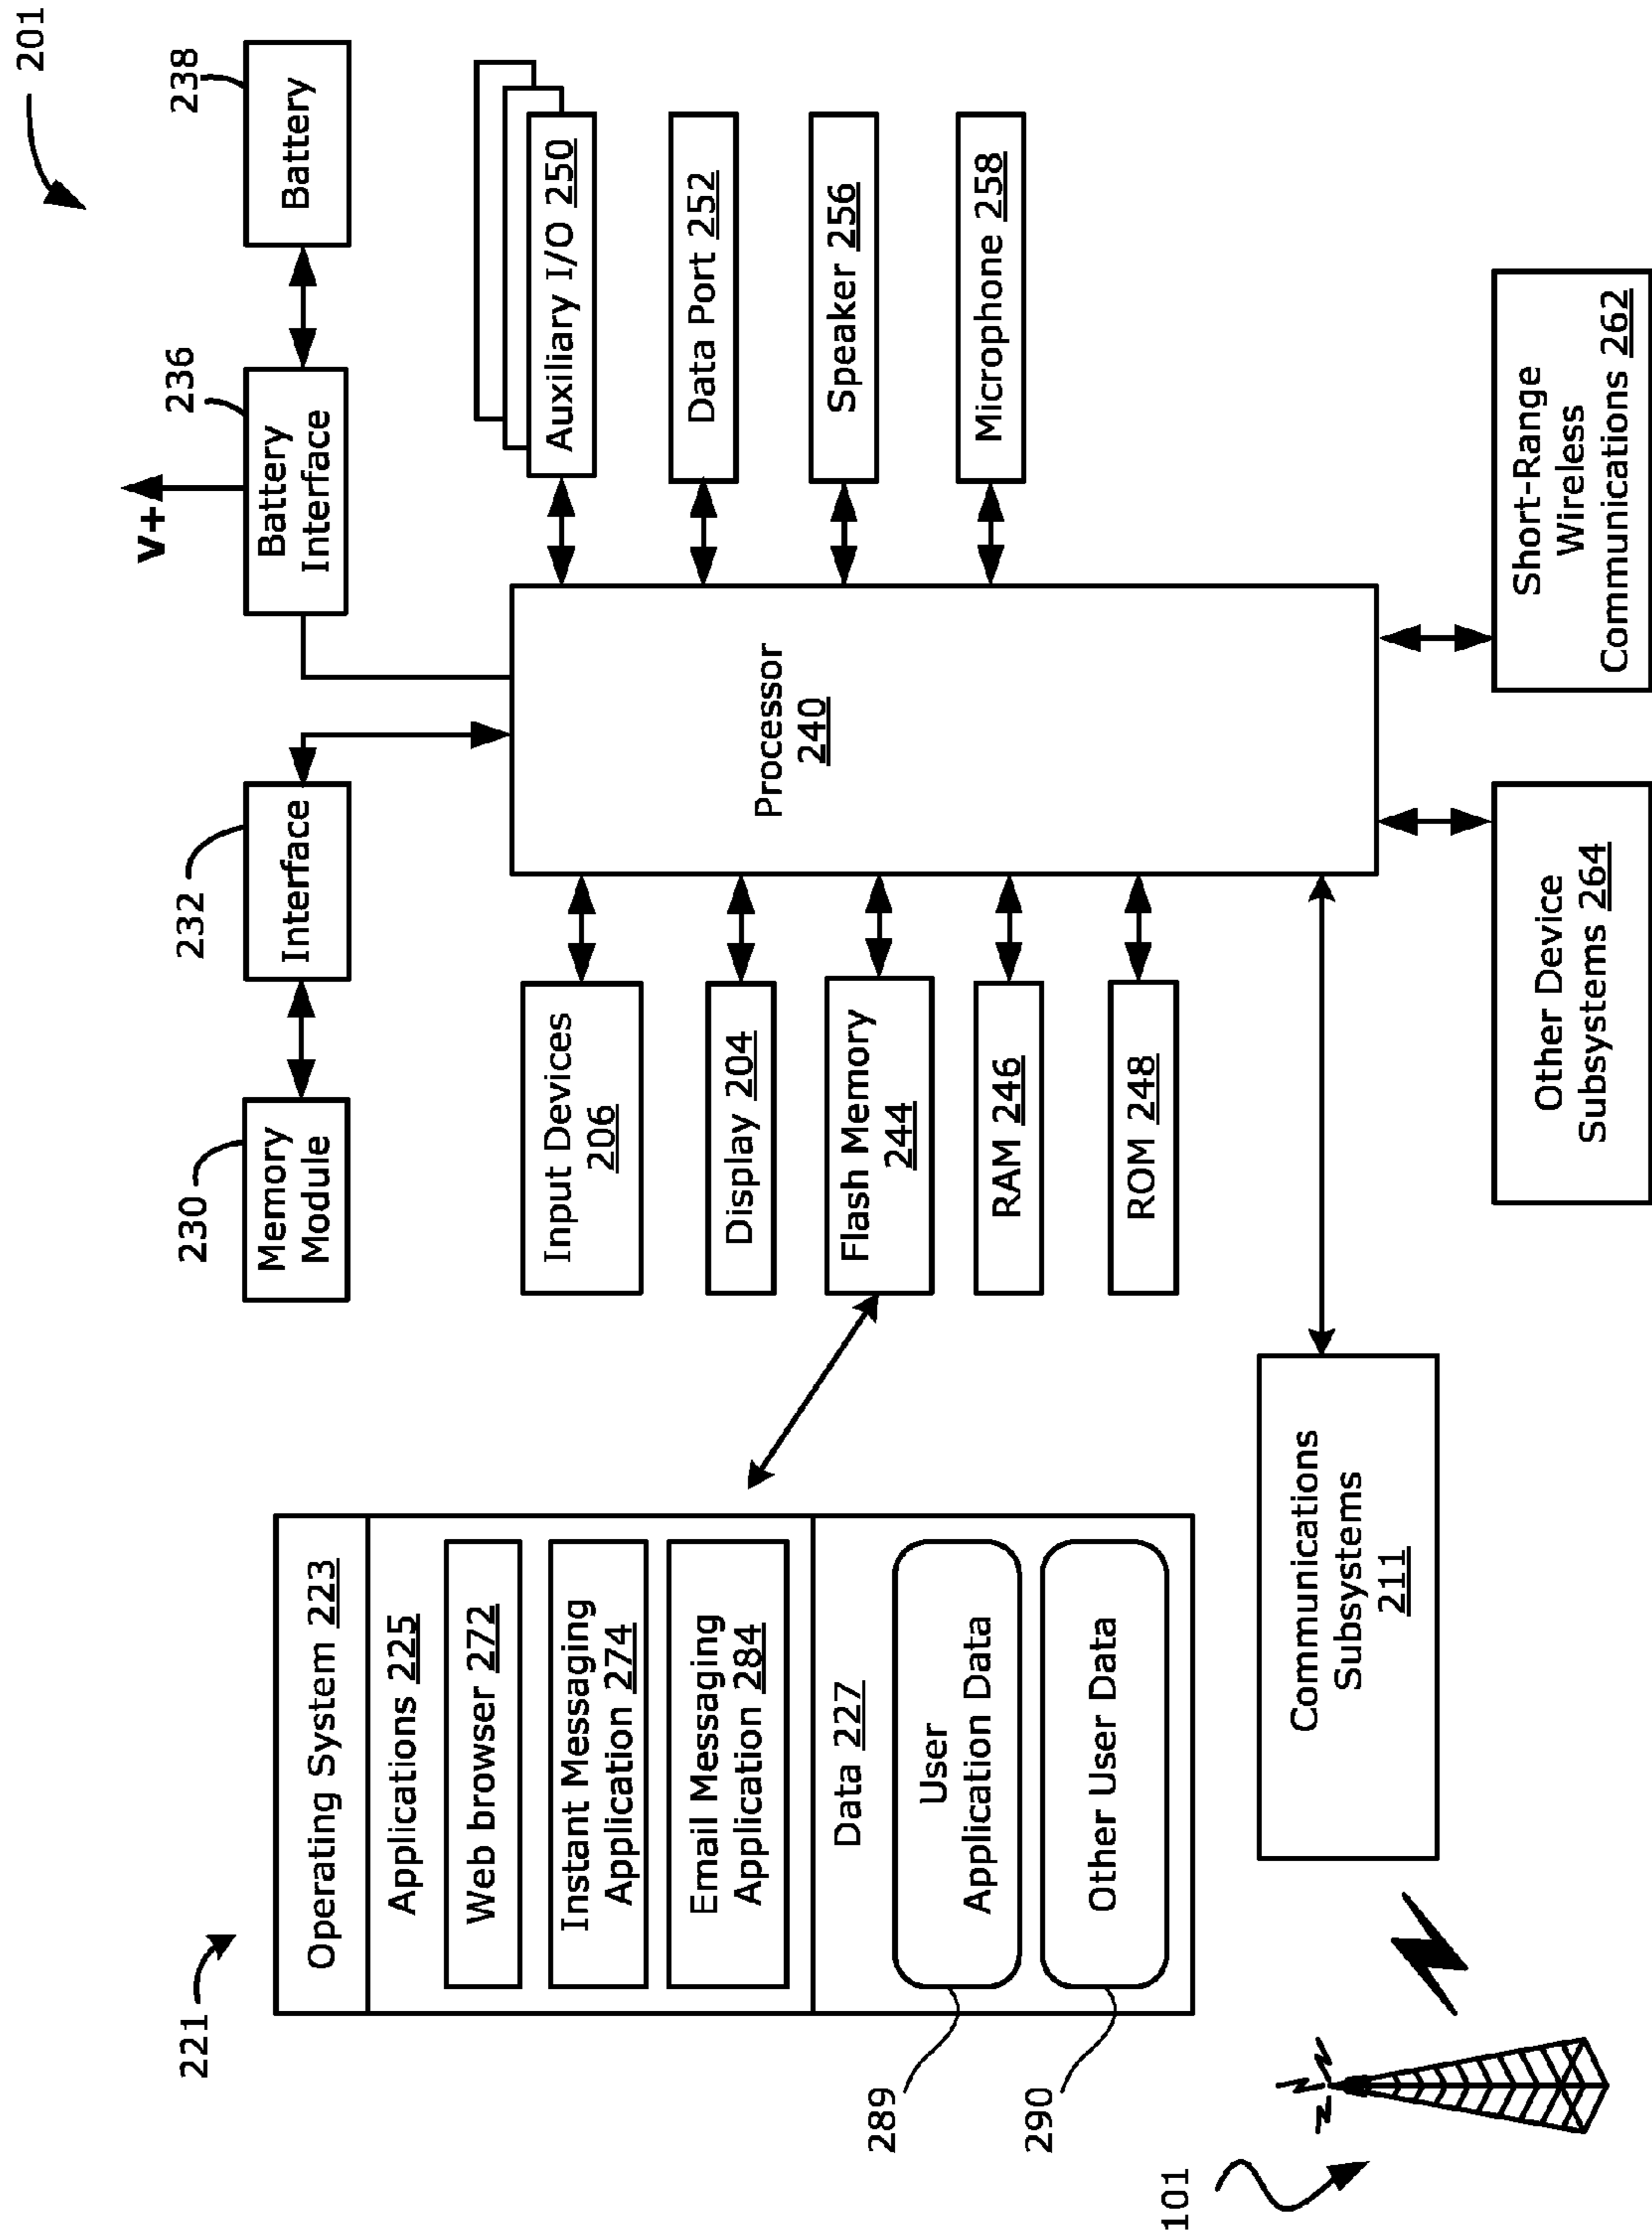 201
V+
230
232
236
238
Memory
Module
Interface
Battery
Interface
Battery
221
Operating System 223
Applications 225
Web browser 272
Instant Messaging
Application 274
Email Messaging
Application 284
Data 227
User
Application Data
Other User Data
289
290
Input Devices
206
Display 204
Flash Memory
244
RAM 246
ROM 248
Processor
240
Auxiliary I/O 250
Data Port 252
Speaker 256
Microphone 258
101
Communications
Subsystems
211
Other Device
Subsystems 264
Short-Range
Wireless
Communications 262